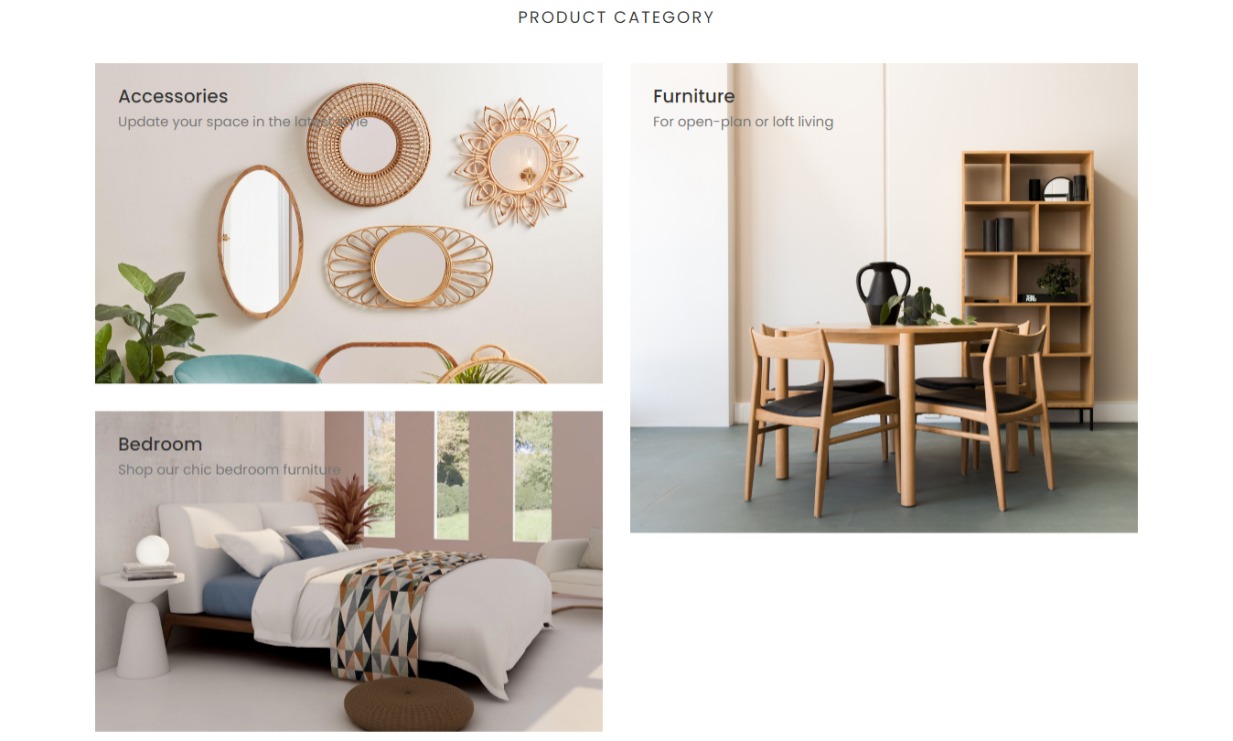 PRODUCT CATEGORY
Accessories
Update your space in the latest style
Furniture
For open-plan or loft living
Bedroom
Shop our chic bedroom furniture